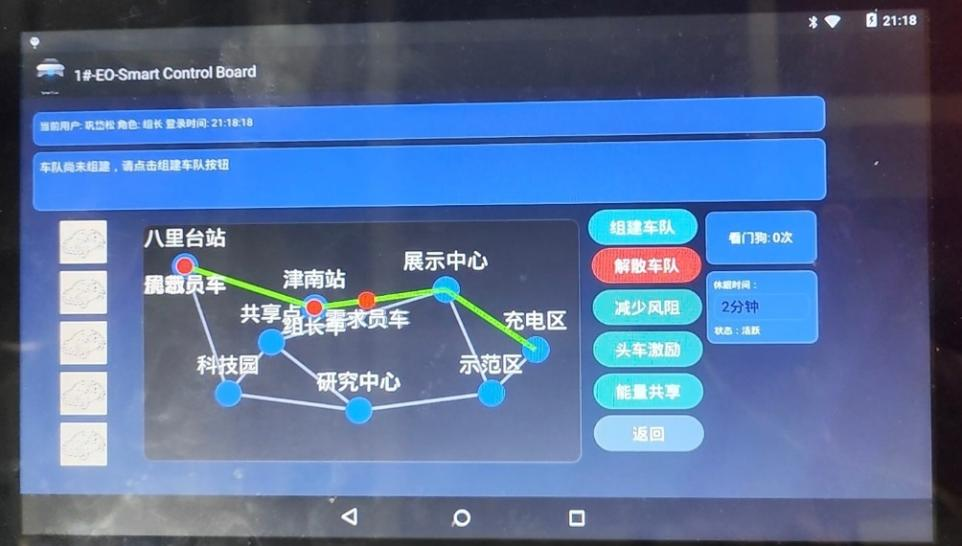 21:18
1#-EO-Smart Control Board
当前用户: 巩岱松 角色: 组长 登录时间: 21:18:18
车队尚未组建，请点击组建车队按钮
八里台站
津南站
展示中心
员车
共享点
组长车
需求员车
充电区
科技园
研究中心
示范区
组建车队
解散车队
减少风阻
头车激励
能量共享
返回
看门狗: 0次
休眠时间：
2分钟
状态：活跃